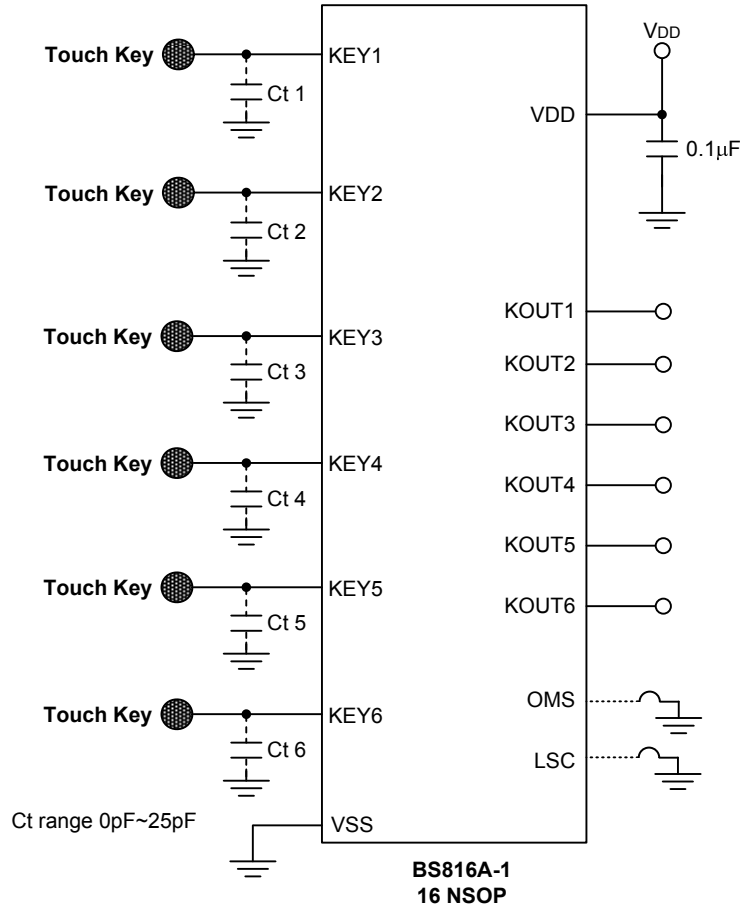 VDD
Touch Key KEY1
Ct 1
VDD
0.1μF
Touch Key KEY2
Ct 2
KOUT1
Touch Key KEY3
Ct 3
KOUT2
KOUT3
Touch Key KEY4
Ct 4
KOUT4
KOUT5
Touch Key KEY5
Ct 5
KOUT6
OMS
Touch Key KEY6
Ct 6
LSC
Ct range 0pF~25pF
VSS
BS816A-1
16 NSOP